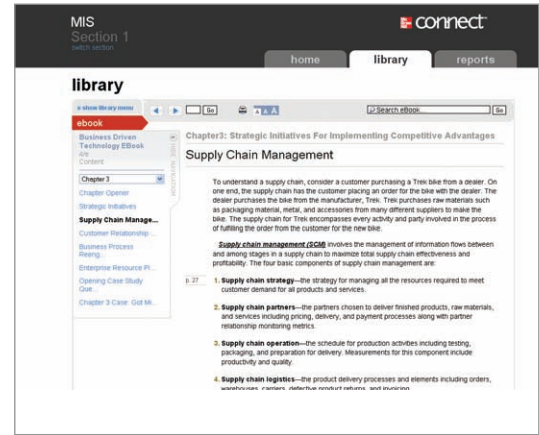 MIS
Section 1
switch section
connect
home library reports
library
show library menu Go A A A Search eBook... Go
ebook
Business Driven
Technology EBook
4/e
Content
Chapter 3
Chapter Opener
Strategic Initiatives
Supply Chain Manage...
Customer Relationship ...
Business Process
Reeng...
Enterprise Resource Pl...
Opening Case Study
Que...
Chapter 3 Case: Got Mi...
HIDE NAVIGATION
Chapter3: Strategic Initiatives For Implementing Competitive Advantages
Supply Chain Management
To understand a supply chain, consider a customer purchasing a Trek bike from a dealer. On
one end, the supply chain has the customer placing an order for the bike with the dealer. The
dealer purchases the bike from the manufacturer, Trek. Trek purchases raw materials such
as packaging material, metal, and accessories from many different suppliers to make the
bike. The supply chain for Trek encompasses every activity and party involved in the process
of fulfilling the order from the customer for the new bike.
Supply chain management (SCM) involves the management of information flows between
and among stages in a supply chain to maximize total supply chain effectiveness and
profitability. The four basic components of supply chain management are:
p. 37 1. Supply chain strategy—the strategy for managing all the resources required to meet
customer demand for all products and services.
2. Supply chain partners—the partners chosen to deliver finished products, raw materials,
and services including pricing, delivery, and payment processes along with partner
relationship monitoring metrics.
3. Supply chain operation—the schedule for production activities including testing,
packaging, and preparation for delivery. Measurements for this component include
productivity and quality.
4. Supply chain logistics—the product delivery processes and elements including orders,
warehouses, carriers, defective product returns, and invoicing.